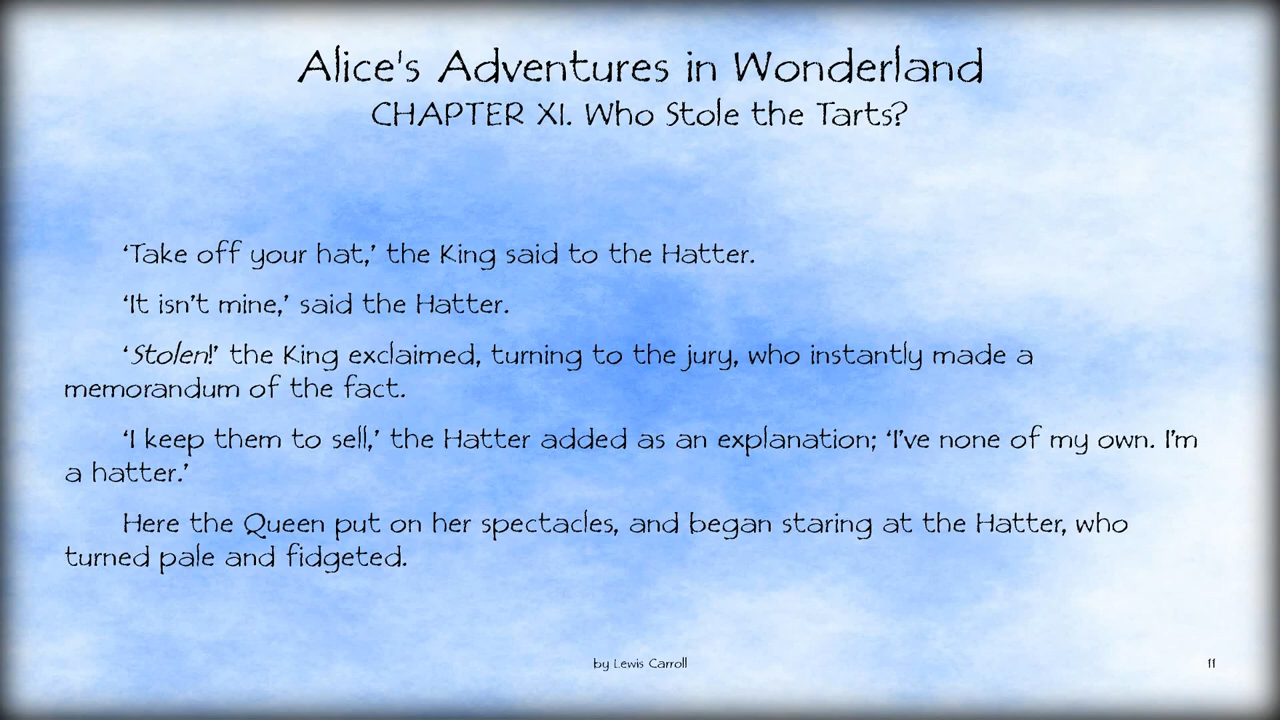 Alice's Adventures in Wonderland
CHAPTER XI. Who Stole the Tarts?
‘Take off your hat,’ the King said to the Hatter.
‘It isn’t mine,’ said the Hatter.
‘Stolen!’ the King exclaimed, turning to the jury, who instantly made a
memorandum of the fact.
‘I keep them to sell,’ the Hatter added as an explanation; ‘I’ve none of my own. I’m
a hatter.’
Here the Queen put on her spectacles, and began staring at the Hatter, who
turned pale and fidgeted.
by Lewis Carroll
11